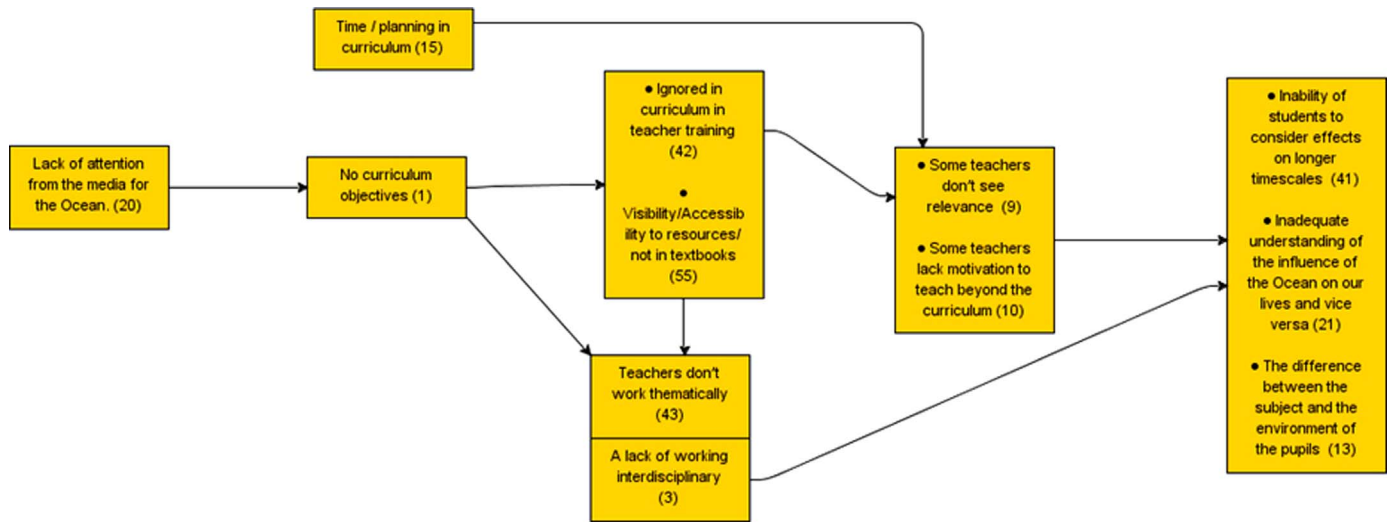 Time / planning in
curriculum (15)
Lack of attention
from the media for
the Ocean. (20)
No curriculum
objectives (1)
● Ignored in
curriculum in
teacher training
(42)
●
Visibility/Accessib
ility to resources/
not in textbooks
(55)
Teachers don't
work thematically
(43)
A lack of working
interdisciplinary
(3)
● Some teachers
don't see
relevance (9)
● Some teachers
lack motivation to
teach beyond the
curriculum (10)
● Inability of
students to
consider effects
on longer
timescales (41)
● Inadequate
understanding of
the influence of
the Ocean on our
lives and vice
versa (21)
● The difference
between the
subject and the
environment of
the pupils (13)